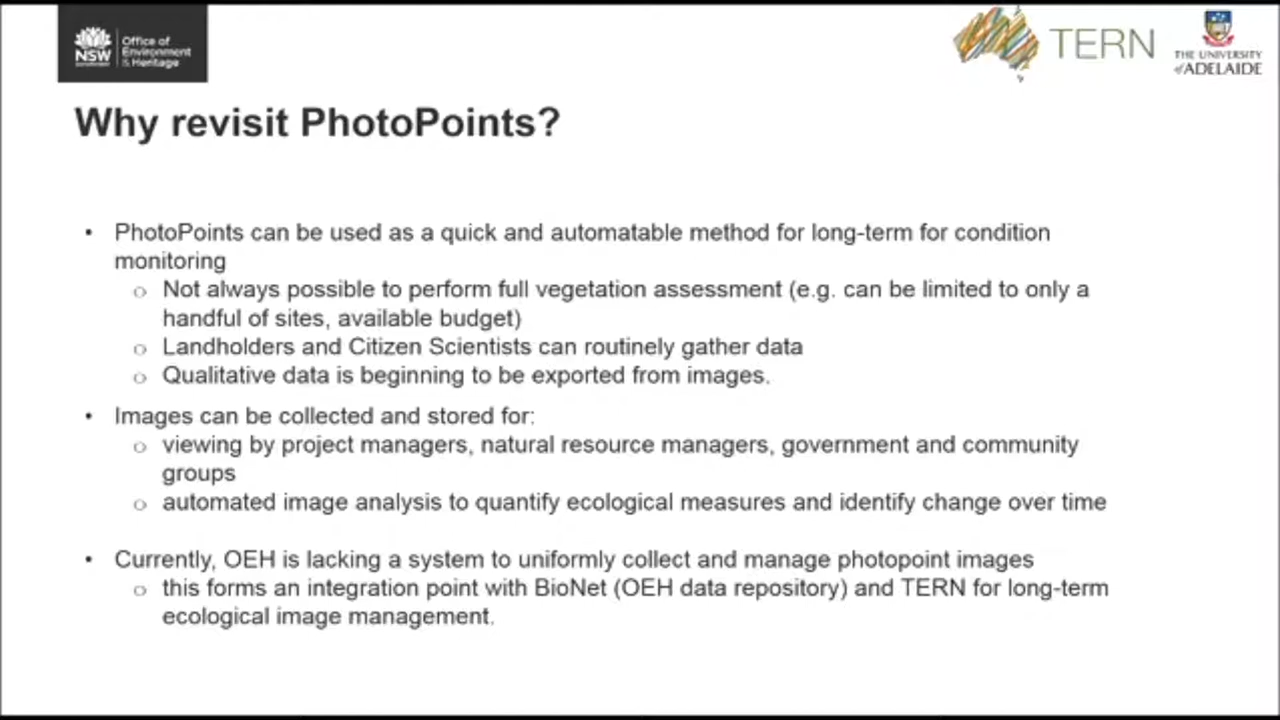 NSW
GOVERNMENT
Office of
Environment
& Heritage
TERN
THE UNIVERSITY
of ADELAIDE
Why revisit PhotoPoints?
• PhotoPoints can be used as a quick and automatable method for long-term for condition
monitoring
o Not always possible to perform full vegetation assessment (e.g. can be limited to only a
handful of sites, available budget)
o Landholders and Citizen Scientists can routinely gather data
o Qualitative data is beginning to be exported from images.
• Images can be collected and stored for:
o viewing by project managers, natural resource managers, government and community
groups
o automated image analysis to quantify ecological measures and identify change over time
• Currently, OEH is lacking a system to uniformly collect and manage photopoint images
o this forms an integration point with BioNet (OEH data repository) and TERN for long-term
ecological image management.